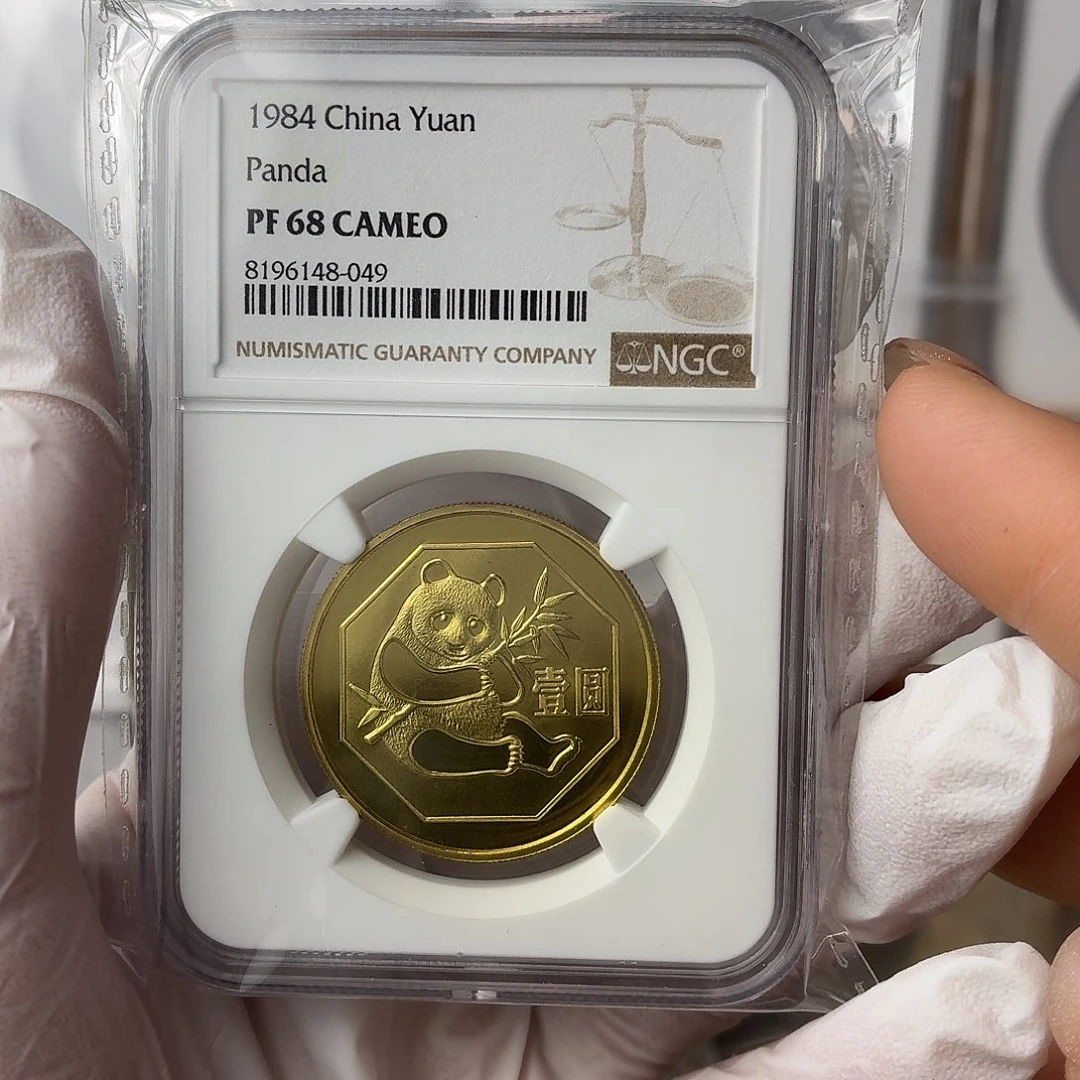 1984 China Yuan
Panda
PF 68 CAMEO
8196148-049
NUMISMATIC GUARANTY COMPANY
NGC®
壹圆